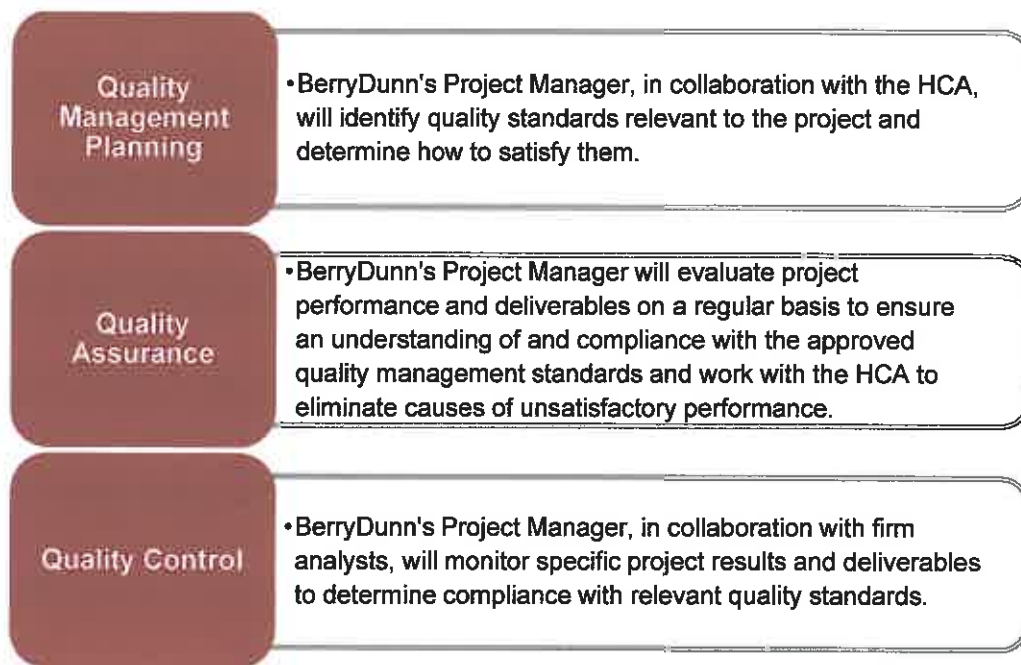 Quality
Management
Planning
•BerryDunn's Project Manager, in collaboration with the HCA,
will identify quality standards relevant to the project and
determine how to satisfy them.
Quality
Assurance
•BerryDunn's Project Manager will evaluate project
performance and deliverables on a regular basis to ensure
an understanding of and compliance with the approved
quality management standards and work with the HCA to
eliminate causes of unsatisfactory performance.
Quality Control
•BerryDunn's Project Manager, in collaboration with firm
analysts, will monitor specific project results and deliverables
to determine compliance with relevant quality standards.